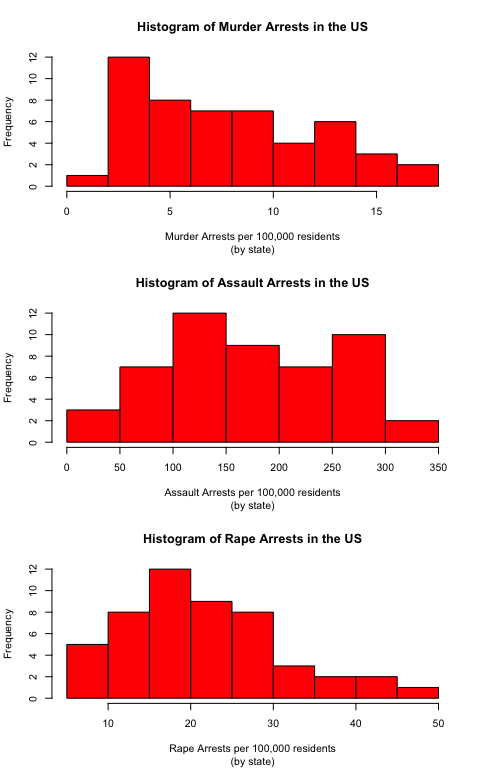 Histogram of Murder Arrests in the US
Frequency
0 2 4 6 8 10 12
0 5 10 15
Murder Arrests per 100,000 residents
(by state)
Histogram of Assault Arrests in the US
Frequency
0 2 4 6 8 10 12
0 50 100 150 200 250 300 350
Assault Arrests per 100,000 residents
(by state)
Histogram of Rape Arrests in the US
Frequency
0 2 4 6 8 10 12
10 20 30 40 50
Rape Arrests per 100,000 residents
(by state)